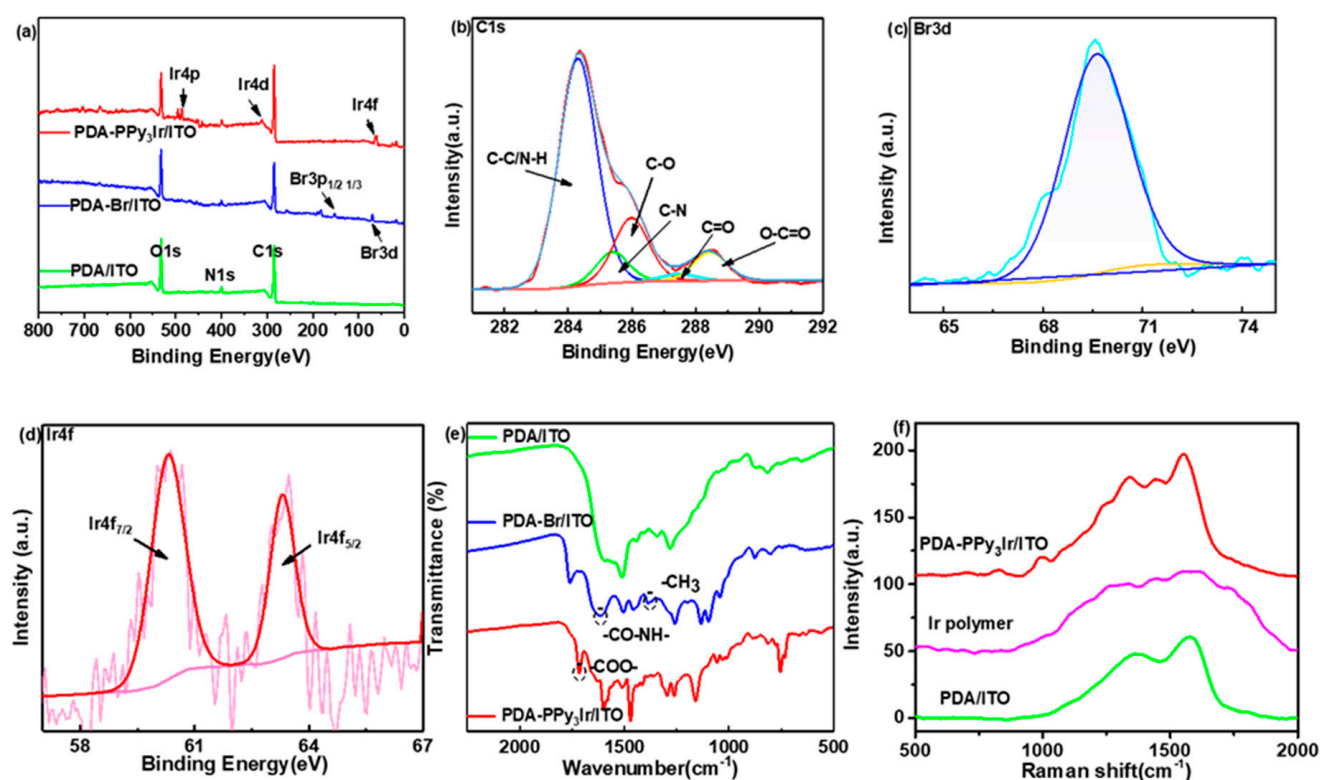 (a)
Ir4p
Ir4d
Ir4f
PDA-PPy₃Ir/ITO
Br3p₁/₂ ₁/₃
PDA-Br/ITO
Br3d
O1s
C1s
N1s
PDA/ITO
800 700 600 500 400 300 200 100 0
Binding Energy(eV)
(b) C1s
Intensity(a.u.)
C-C/N-H
C-O
C-N
C=O
O-C=O
282 284 286 288 290 292
Binding Energy(eV)
(c) Br3d
Intensity (a.u.)
65 68 71 74
Binding Energy (eV)
(d) Ir4f
Intensity (a.u.)
Ir4f₇/₂
Ir4f₅/₂
58 61 64 67
Binding Energy(eV)
(e)
Transmittance (%)
PDA/ITO
PDA-Br/ITO
-CH₃
-CO-NH-
-COO-
PDA-PPy₃Ir/ITO
2000 1500 1000 500
Wavenumber(cm⁻¹)
(f)
Intensity(a.u.)
200
150
PDA-PPy₃Ir/ITO
100
Ir polymer
50
PDA/ITO
0
500 1000 1500 2000
Raman shift(cm⁻¹)